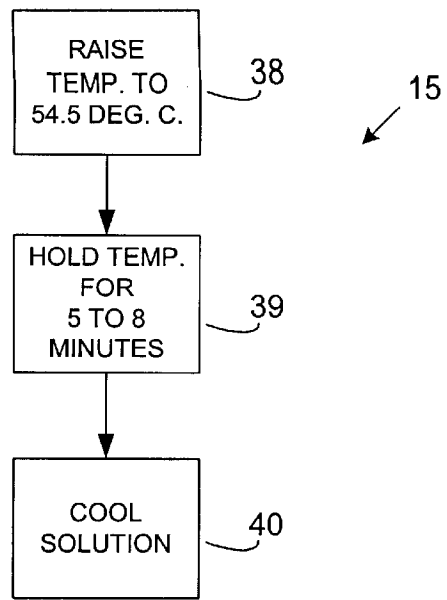 RAISE
TEMP. TO
54.5 DEG. C.
38
15
HOLD TEMP.
FOR
5 TO 8
MINUTES
39
COOL
SOLUTION
40